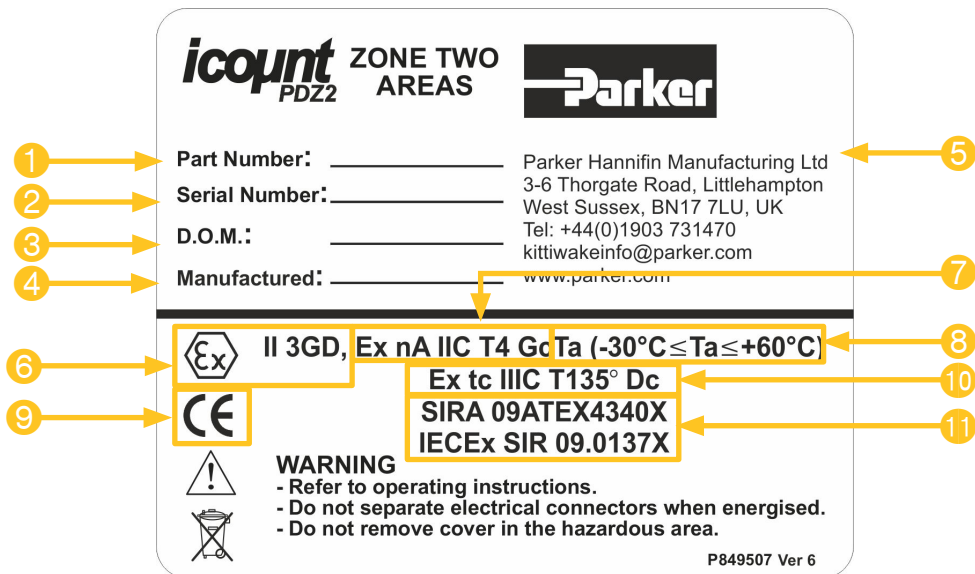 icount PDZ2
ZONE TWO AREAS
Parker
1 Part Number:
2 Serial Number:
3 D.O.M.:
4 Manufactured:
Parker Hannifin Manufacturing Ltd 5
3-6 Thorgate Road, Littlehampton
West Sussex, BN17 7LU, UK
Tel: +44(0)1903 731470
kittiwakeinfo@parker.com
www.parker.com
7
6 Ex II 3GD, Ex nA IIC T4 Gc Ta (-30°C≤Ta≤+60°C) 8
Ex tc IIIC T135° Dc 10
9 CE
SIRA 09ATEX4340X
IECEx SIR 09.0137X 11
WARNING
- Refer to operating instructions.
- Do not separate electrical connectors when energised.
- Do not remove cover in the hazardous area.
P849507 Ver 6